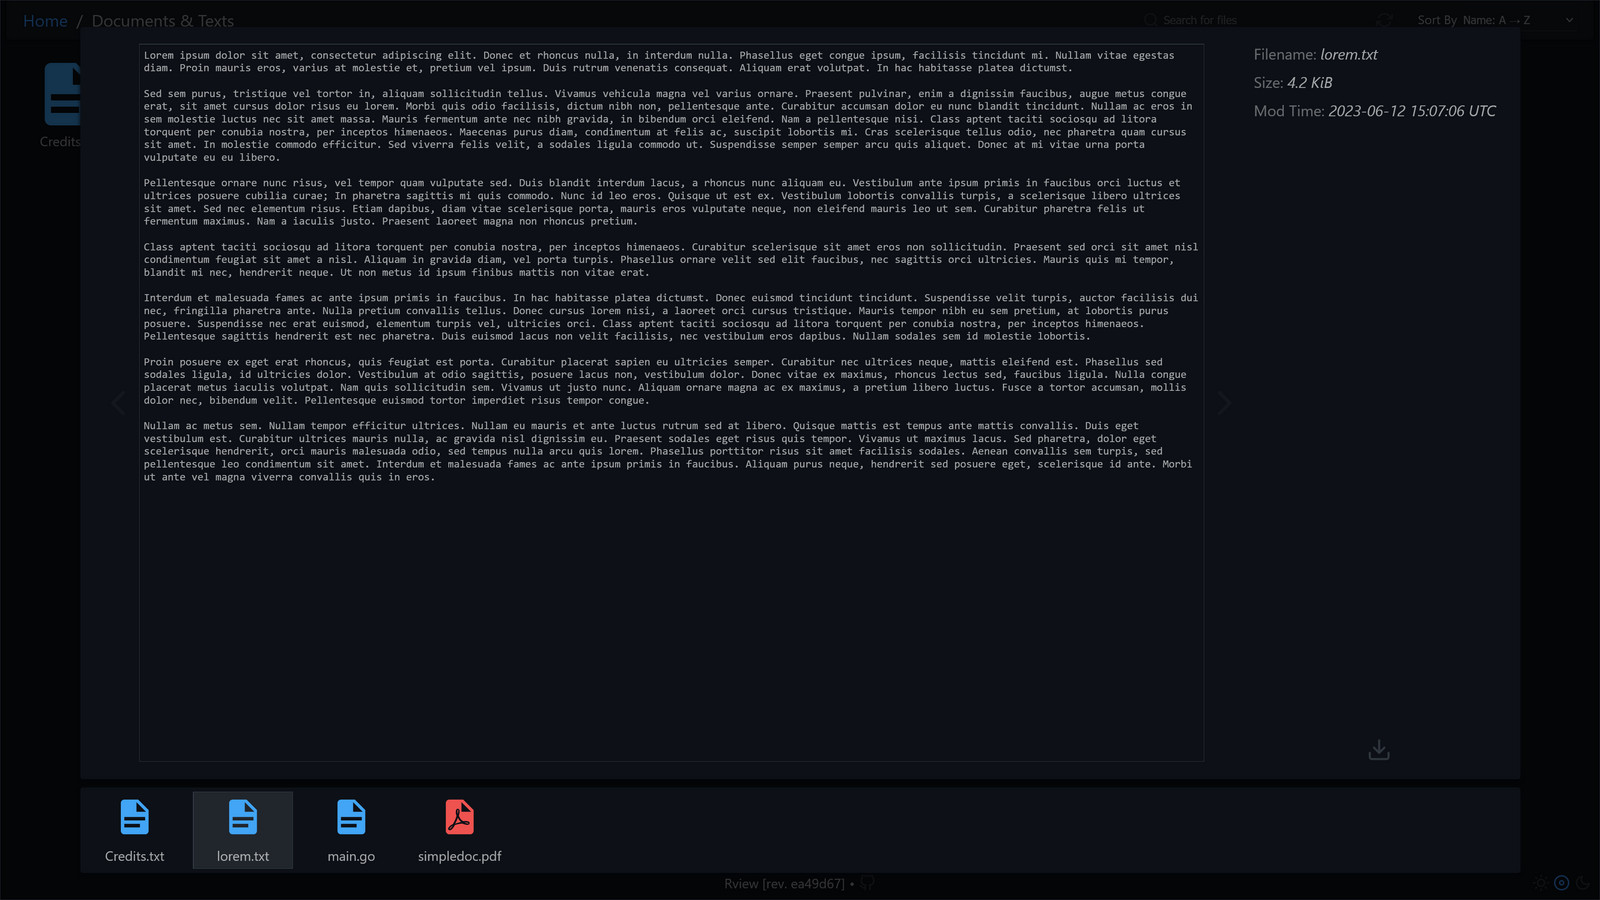 Home / Documents & Texts
Search for files
Sort By Name: A → Z
Credits
Lorem ipsum dolor sit amet, consectetur adipiscing elit. Donec et rhoncus nulla, in interdum nulla. Phasellus eget congue ipsum, facilisis tincidunt mi. Nullam vitae egestas
diam. Proin mauris eros, varius at molestie et, pretium vel ipsum. Duis rutrum venenatis consequat. Aliquam erat volutpat. In hac habitasse platea dictumst.
Sed sem purus, tristique vel tortor in, aliquam sollicitudin tellus. Vivamus vehicula magna vel varius ornare. Praesent pulvinar, enim a dignissim faucibus, augue metus congue
erat, sit amet cursus dolor risus eu lorem. Morbi quis odio facilisis, dictum nibh non, pellentesque ante. Curabitur accumsan dolor eu nunc blandit tincidunt. Nullam ac eros in
sem molestie luctus nec sit amet massa. Mauris fermentum ante nec nibh gravida, in bibendum orci eleifend. Nam a pellentesque nisi. Class aptent taciti sociosqu ad litora
torquent per conubia nostra, per inceptos himenaeos. Maecenas purus diam, condimentum at felis ac, suscipit lobortis mi. Cras scelerisque tellus odio, nec pharetra quam cursus
sit amet. In molestie commodo efficitur. Sed viverra felis velit, a sodales ligula commodo ut. Suspendisse semper semper arcu quis aliquet. Donec at mi vitae urna porta
vulputate eu eu libero.
Pellentesque ornare nunc risus, vel tempor quam vulputate sed. Duis blandit interdum lacus, a rhoncus nunc aliquam eu. Vestibulum ante ipsum primis in faucibus orci luctus et
ultrices posuere cubilia curae; In pharetra sagittis mi quis commodo. Nunc id leo eros. Quisque ut est ex. Vestibulum lobortis convallis turpis, a scelerisque libero ultrices
sit amet. Sed nec elementum risus. Etiam dapibus, diam vitae scelerisque porta, mauris eros vulputate neque, non eleifend mauris leo ut sem. Curabitur pharetra felis ut
fermentum maximus. Nam a iaculis justo. Praesent laoreet magna non rhoncus pretium.
Class aptent taciti sociosqu ad litora torquent per conubia nostra, per inceptos himenaeos. Curabitur scelerisque sit amet eros non sollicitudin. Praesent sed orci sit amet nisl
condimentum feugiat sit amet a nisl. Aliquam in gravida diam, vel porta turpis. Phasellus ornare velit sed elit faucibus, nec sagittis orci ultricies. Mauris quis mi tempor,
blandit mi nec, hendrerit neque. Ut non metus id ipsum finibus mattis non vitae erat.
Interdum et malesuada fames ac ante ipsum primis in faucibus. In hac habitasse platea dictumst. Donec euismod tincidunt tincidunt. Suspendisse velit turpis, auctor facilisis dui
nec, fringilla pharetra ante. Nulla pretium convallis tellus. Donec cursus lorem nisi, a laoreet orci cursus tristique. Mauris tempor nibh eu sem pretium, at lobortis purus
posuere. Suspendisse nec erat euismod, elementum turpis vel, ultricies orci. Class aptent taciti sociosqu ad litora torquent per conubia nostra, per inceptos himenaeos.
Pellentesque sagittis hendrerit est nec pharetra. Duis euismod lacus non velit facilisis, nec vestibulum eros dapibus. Nullam sodales sem id molestie lobortis.
Proin posuere ex eget erat rhoncus, quis feugiat est porta. Curabitur placerat sapien eu ultricies semper. Curabitur nec ultrices neque, mattis eleifend est. Phasellus sed
sodales ligula, id ultricies dolor. Vestibulum at odio sagittis, posuere lacus non, vestibulum dolor. Donec vitae ex maximus, rhoncus lectus sed, faucibus ligula. Nulla congue
placerat metus iaculis volutpat. Nam quis sollicitudin sem. Vivamus ut justo nunc. Aliquam ornare magna ac ex maximus, a pretium libero luctus. Fusce a tortor accumsan, mollis
dolor nec, bibendum velit. Pellentesque euismod tortor imperdiet risus tempor congue.
Nullam ac metus sem. Nullam tempor efficitur ultrices. Nullam eu mauris et ante luctus rutrum sed at libero. Quisque mattis est tempus ante mattis convallis. Duis eget
vestibulum est. Curabitur ultrices mauris nulla, ac gravida nisl dignissim eu. Praesent sodales eget risus quis tempor. Vivamus ut maximus lacus. Sed pharetra, dolor eget
scelerisque hendrerit, orci mauris malesuada odio, sed tempus nulla arcu quis lorem. Phasellus porttitor risus sit amet facilisis sodales. Aenean convallis sem turpis, sed
pellentesque leo condimentum sit amet. Interdum et malesuada fames ac ante ipsum primis in faucibus. Aliquam purus neque, hendrerit sed posuere eget, scelerisque id ante. Morbi
ut ante vel magna viverra convallis quis in eros.
Filename: lorem.txt
Size: 4.2 KiB
Mod Time: 2023-06-12 15:07:06 UTC
Credits.txt
lorem.txt
main.go
simpledoc.pdf
Rview [rev. ea49d67] •